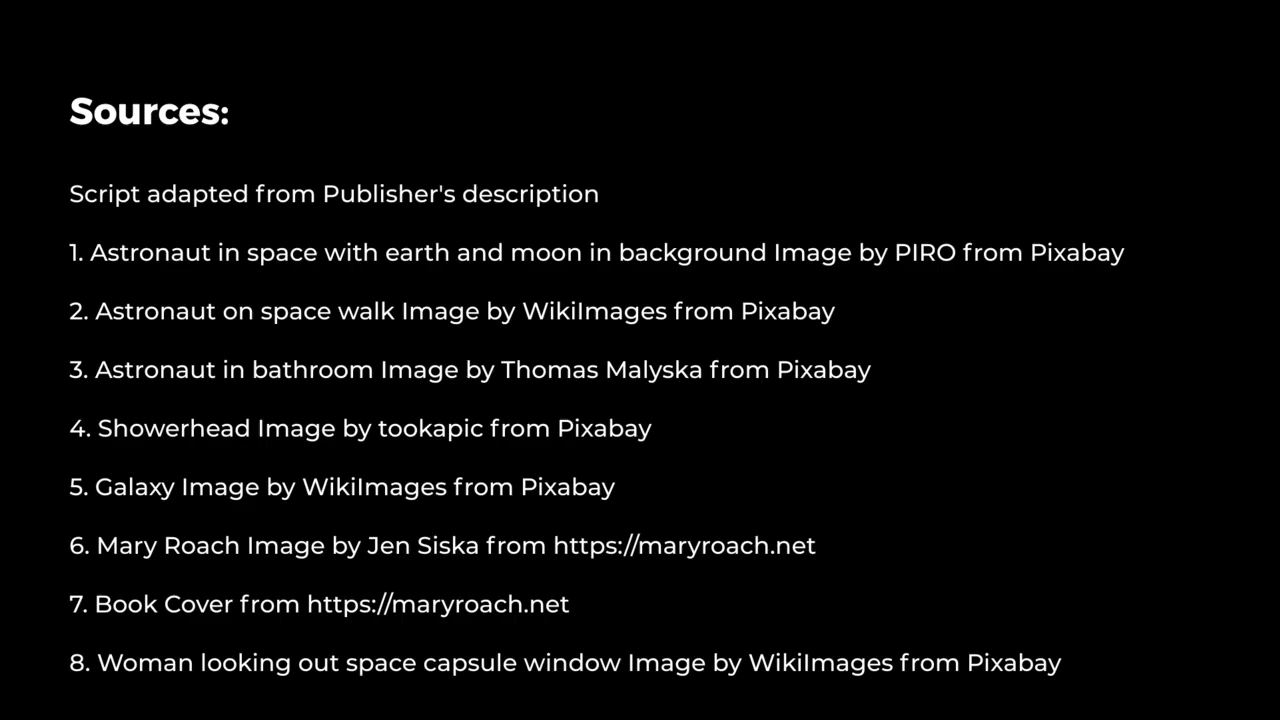 Sources:
Script adapted from Publisher's description
1. Astronaut in space with earth and moon in background Image by PIRO from Pixabay
2. Astronaut on space walk Image by WikiImages from Pixabay
3. Astronaut in bathroom Image by Thomas Malyska from Pixabay
4. Showerhead Image by tookapic from Pixabay
5. Galaxy Image by WikiImages from Pixabay
6. Mary Roach Image by Jen Siska from https://maryroach.net
7. Book Cover from https://maryroach.net
8. Woman looking out space capsule window Image by WikiImages from Pixabay